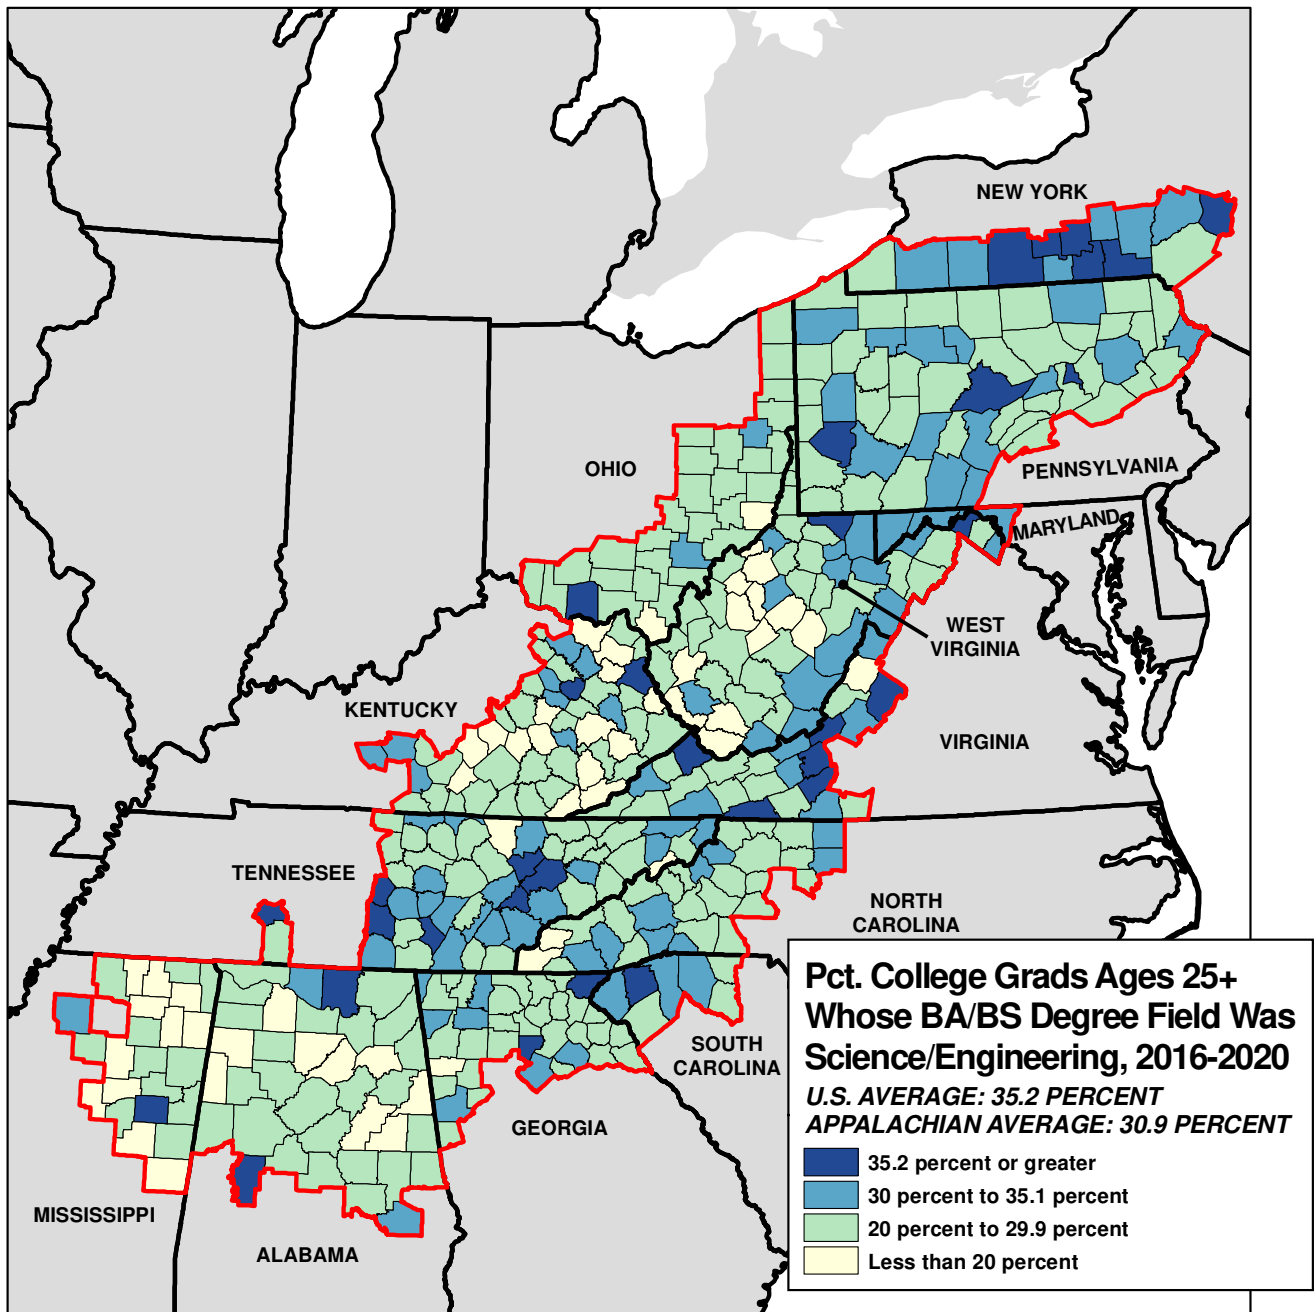 NEW YORK
OHIO
PENNSYLVANIA
MARYLAND
WEST
VIRGINIA
KENTUCKY
VIRGINIA
TENNESSEE
NORTH
CAROLINA
SOUTH
CAROLINA
GEORGIA
MISSISSIPPI
ALABAMA
Pct. College Grads Ages 25+
Whose BA/BS Degree Field Was
Science/Engineering, 2016-2020
U.S. AVERAGE: 35.2 PERCENT
APPALACHIAN AVERAGE: 30.9 PERCENT
35.2 percent or greater
30 percent to 35.1 percent
20 percent to 29.9 percent
Less than 20 percent